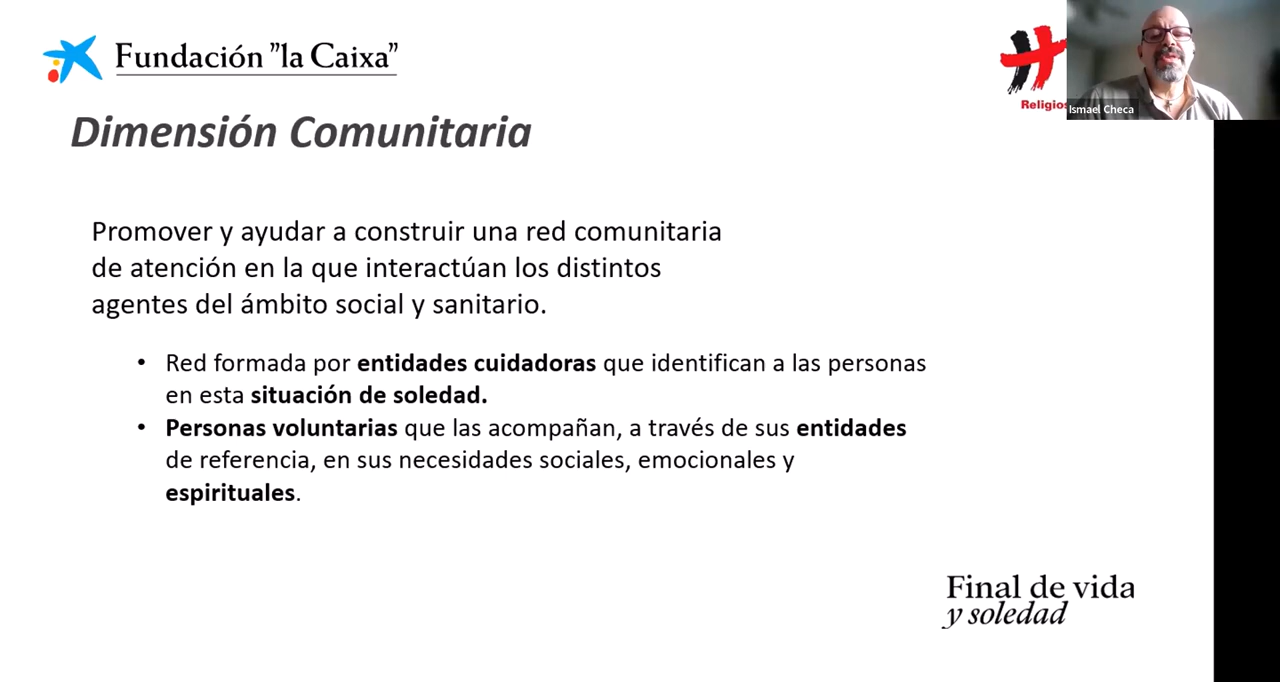 Fundación ”la Caixa”
Ismael Checa
Dimensión Comunitaria
Promover y ayudar a construir una red comunitaria
de atención en la que interactúan los distintos
agentes del ámbito social y sanitario.
• Red formada por entidades cuidadoras que identifican a las personas
en esta situación de soledad.
• Personas voluntarias que las acompañan, a través de sus entidades
de referencia, en sus necesidades sociales, emocionales y
espirituales.
Final de vida
y soledad